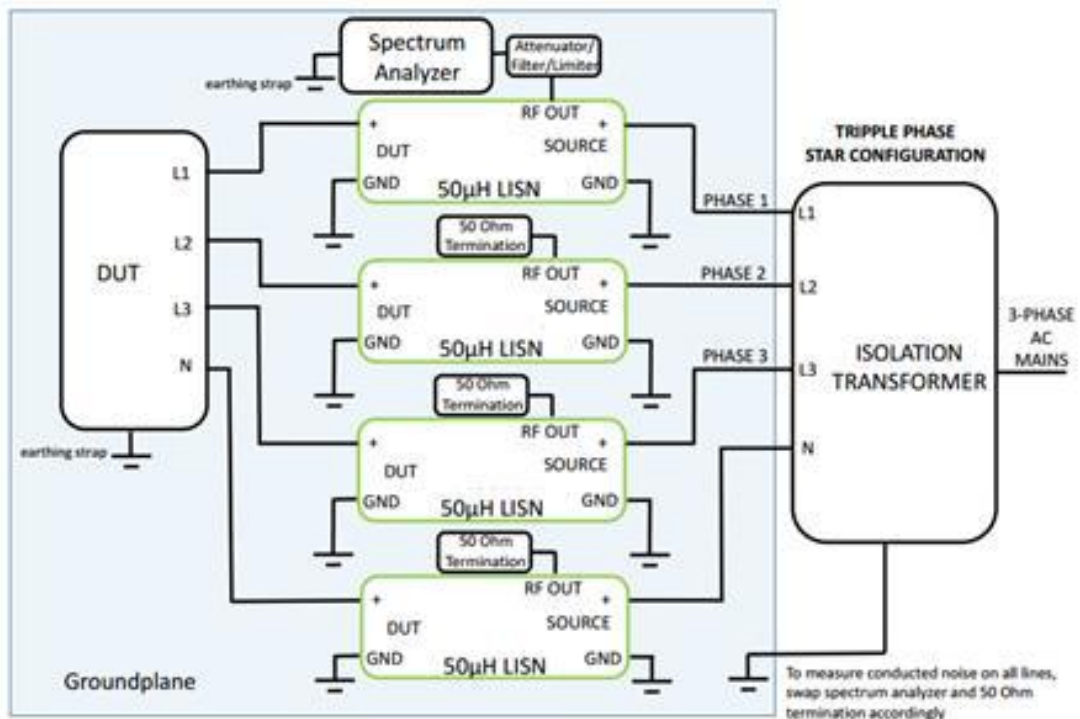 Spectrum
Analyzer
Attenuator/
Filter/Limiter
earthing strap
RF OUT
+
+
DUT
SOURCE
GND
GND
50µH LISN
L1
L2
L3
N
DUT
earthing strap
50 Ohm
Termination
RF OUT
+
+
DUT
SOURCE
GND
GND
50µH LISN
50 Ohm
Termination
RF OUT
+
+
DUT
SOURCE
GND
GND
50µH LISN
50 Ohm
Termination
RF OUT
+
+
DUT
SOURCE
GND
GND
50µH LISN
Groundplane
PHASE 1
PHASE 2
PHASE 3
TRIPPLE PHASE
STAR CONFIGURATION
L1
L2
L3
N
ISOLATION
TRANSFORMER
3-PHASE
AC
MAINS
To measure conducted noise on all lines,
swap spectrum analyzer and 50 Ohm
termination accordingly